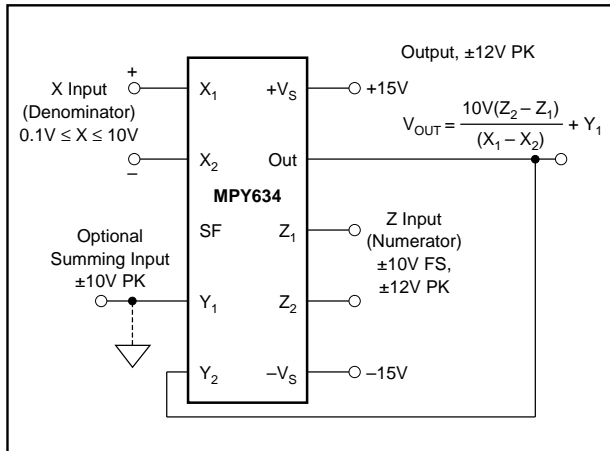 Output, ±12V PK
+
X Input
(Denominator)
0.1V ≤ X ≤ 10V
–
X₁
+Vₛ
+15V
V_OUT = 10V(Z₂ – Z₁) / (X₁ – X₂) + Y₁
X₂
Out
MPY634
SF
Z₁
Z Input
(Numerator)
±10V FS,
±12V PK
Optional
Summing Input
±10V PK
Y₁
Z₂
Y₂
–Vₛ
–15V